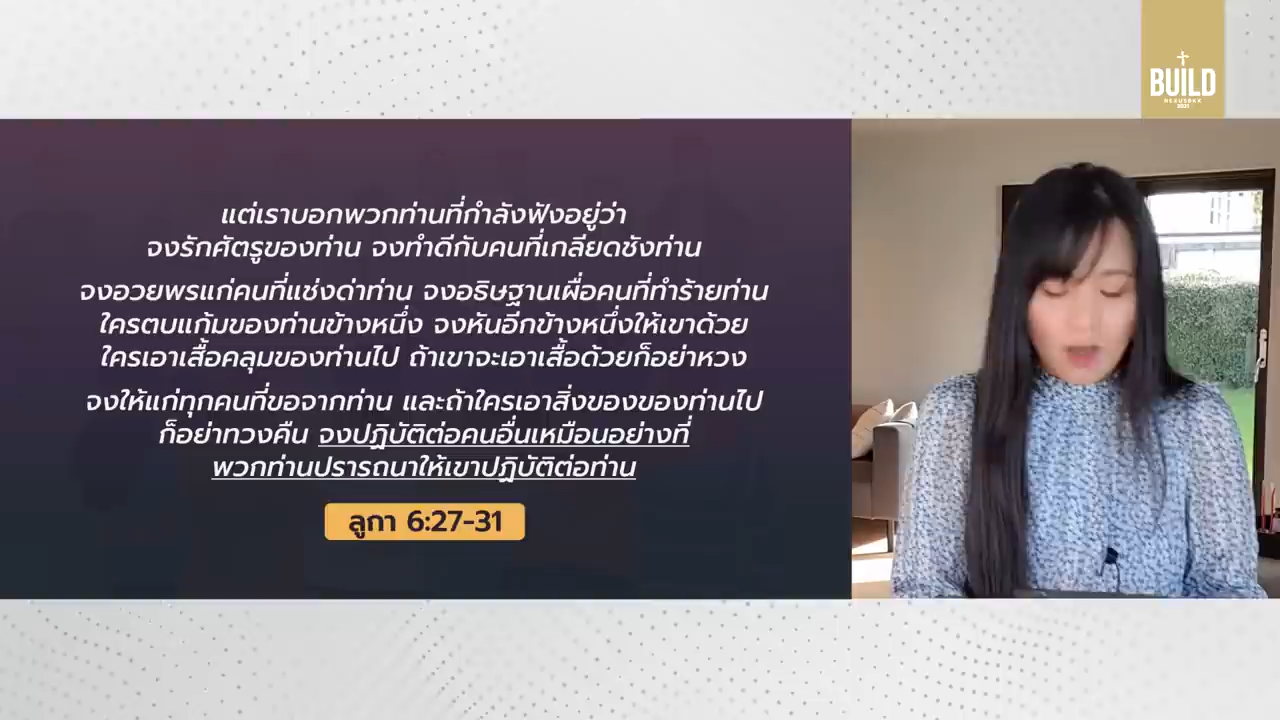 BUILD
NEXUSBKK
2021
แต่เราบอกพวกท่านที่กำลังฟังอยู่ว่า
จงรักศัตรูของท่าน จงทำดีกับคนที่เกลียดชังท่าน
จงอวยพรแก่คนที่แช่งด่าท่าน จงอธิษฐานเผื่อคนที่ทำร้ายท่าน
ใครตบแก้มของท่านข้างหนึ่ง จงหันอีกข้างหนึ่งให้เขาด้วย
ใครเอาเสื้อคลุมของท่านไป ถ้าเขาจะเอาเสื้อด้วยก็อย่าหวง
จงให้แก่ทุกคนที่ขอจากท่าน และถ้าใครเอาสิ่งของของท่านไป
ก็อย่าทวงคืน จงปฏิบัติต่อคนอื่นเหมือนอย่างที่
พวกท่านปรารถนาให้เขาปฏิบัติต่อท่าน
ลูกา 6:27-31